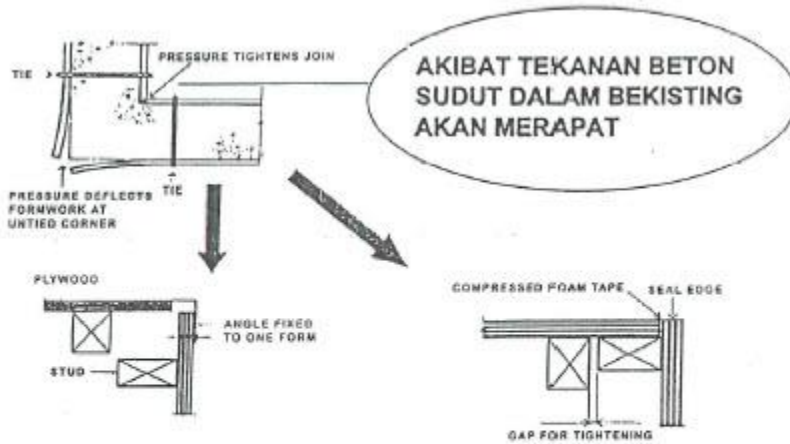 TIE
PRESSURE TIGHTENS JOIN
AKIBAT TEKANAN BETON
SUDUT DALAM BEKISTING
AKAN MERAPAT
PRESSURE DEFLECTS
FORMWORK AT
UNTIED CORNER
TIE
PLYWOOD
ANGLE FIXED
TO ONE FORM
STUD
COMPRESSED FOAM TAPE
SEAL EDGE
GAP FOR TIGHTENING